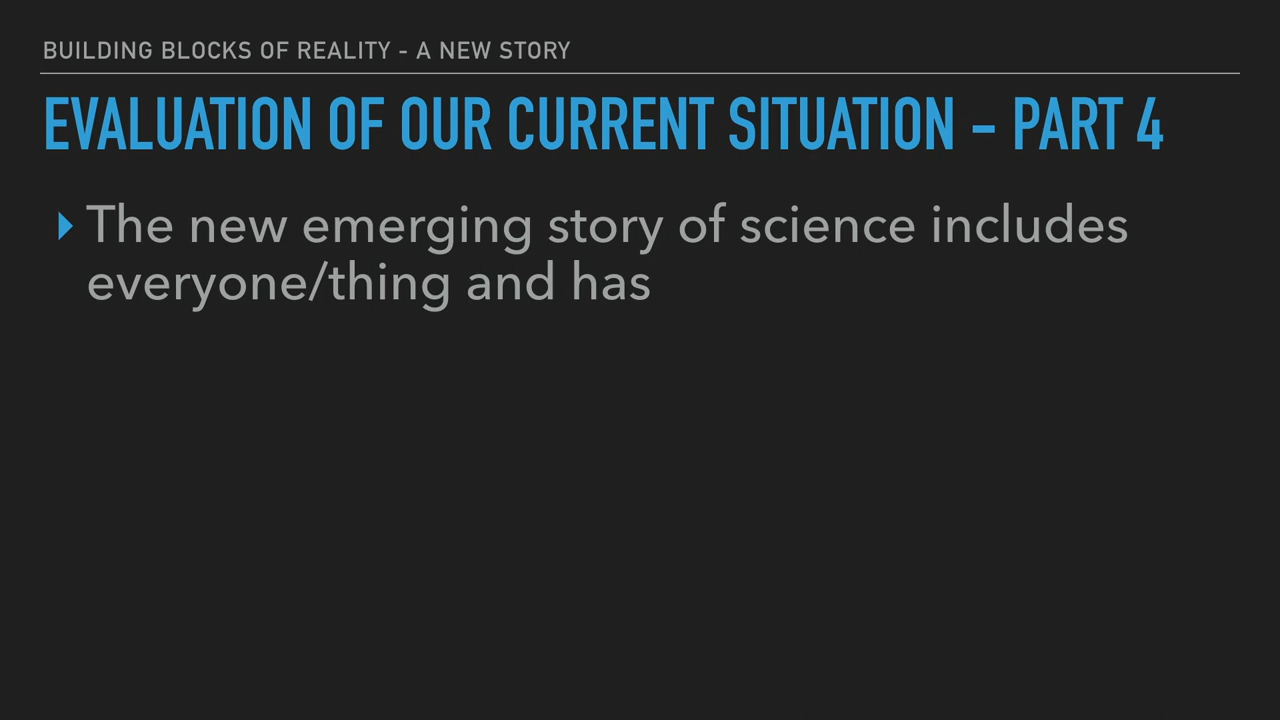 BUILDING BLOCKS OF REALITY - A NEW STORY
EVALUATION OF OUR CURRENT SITUATION - PART 4
The new emerging story of science includes
everyone/thing and has